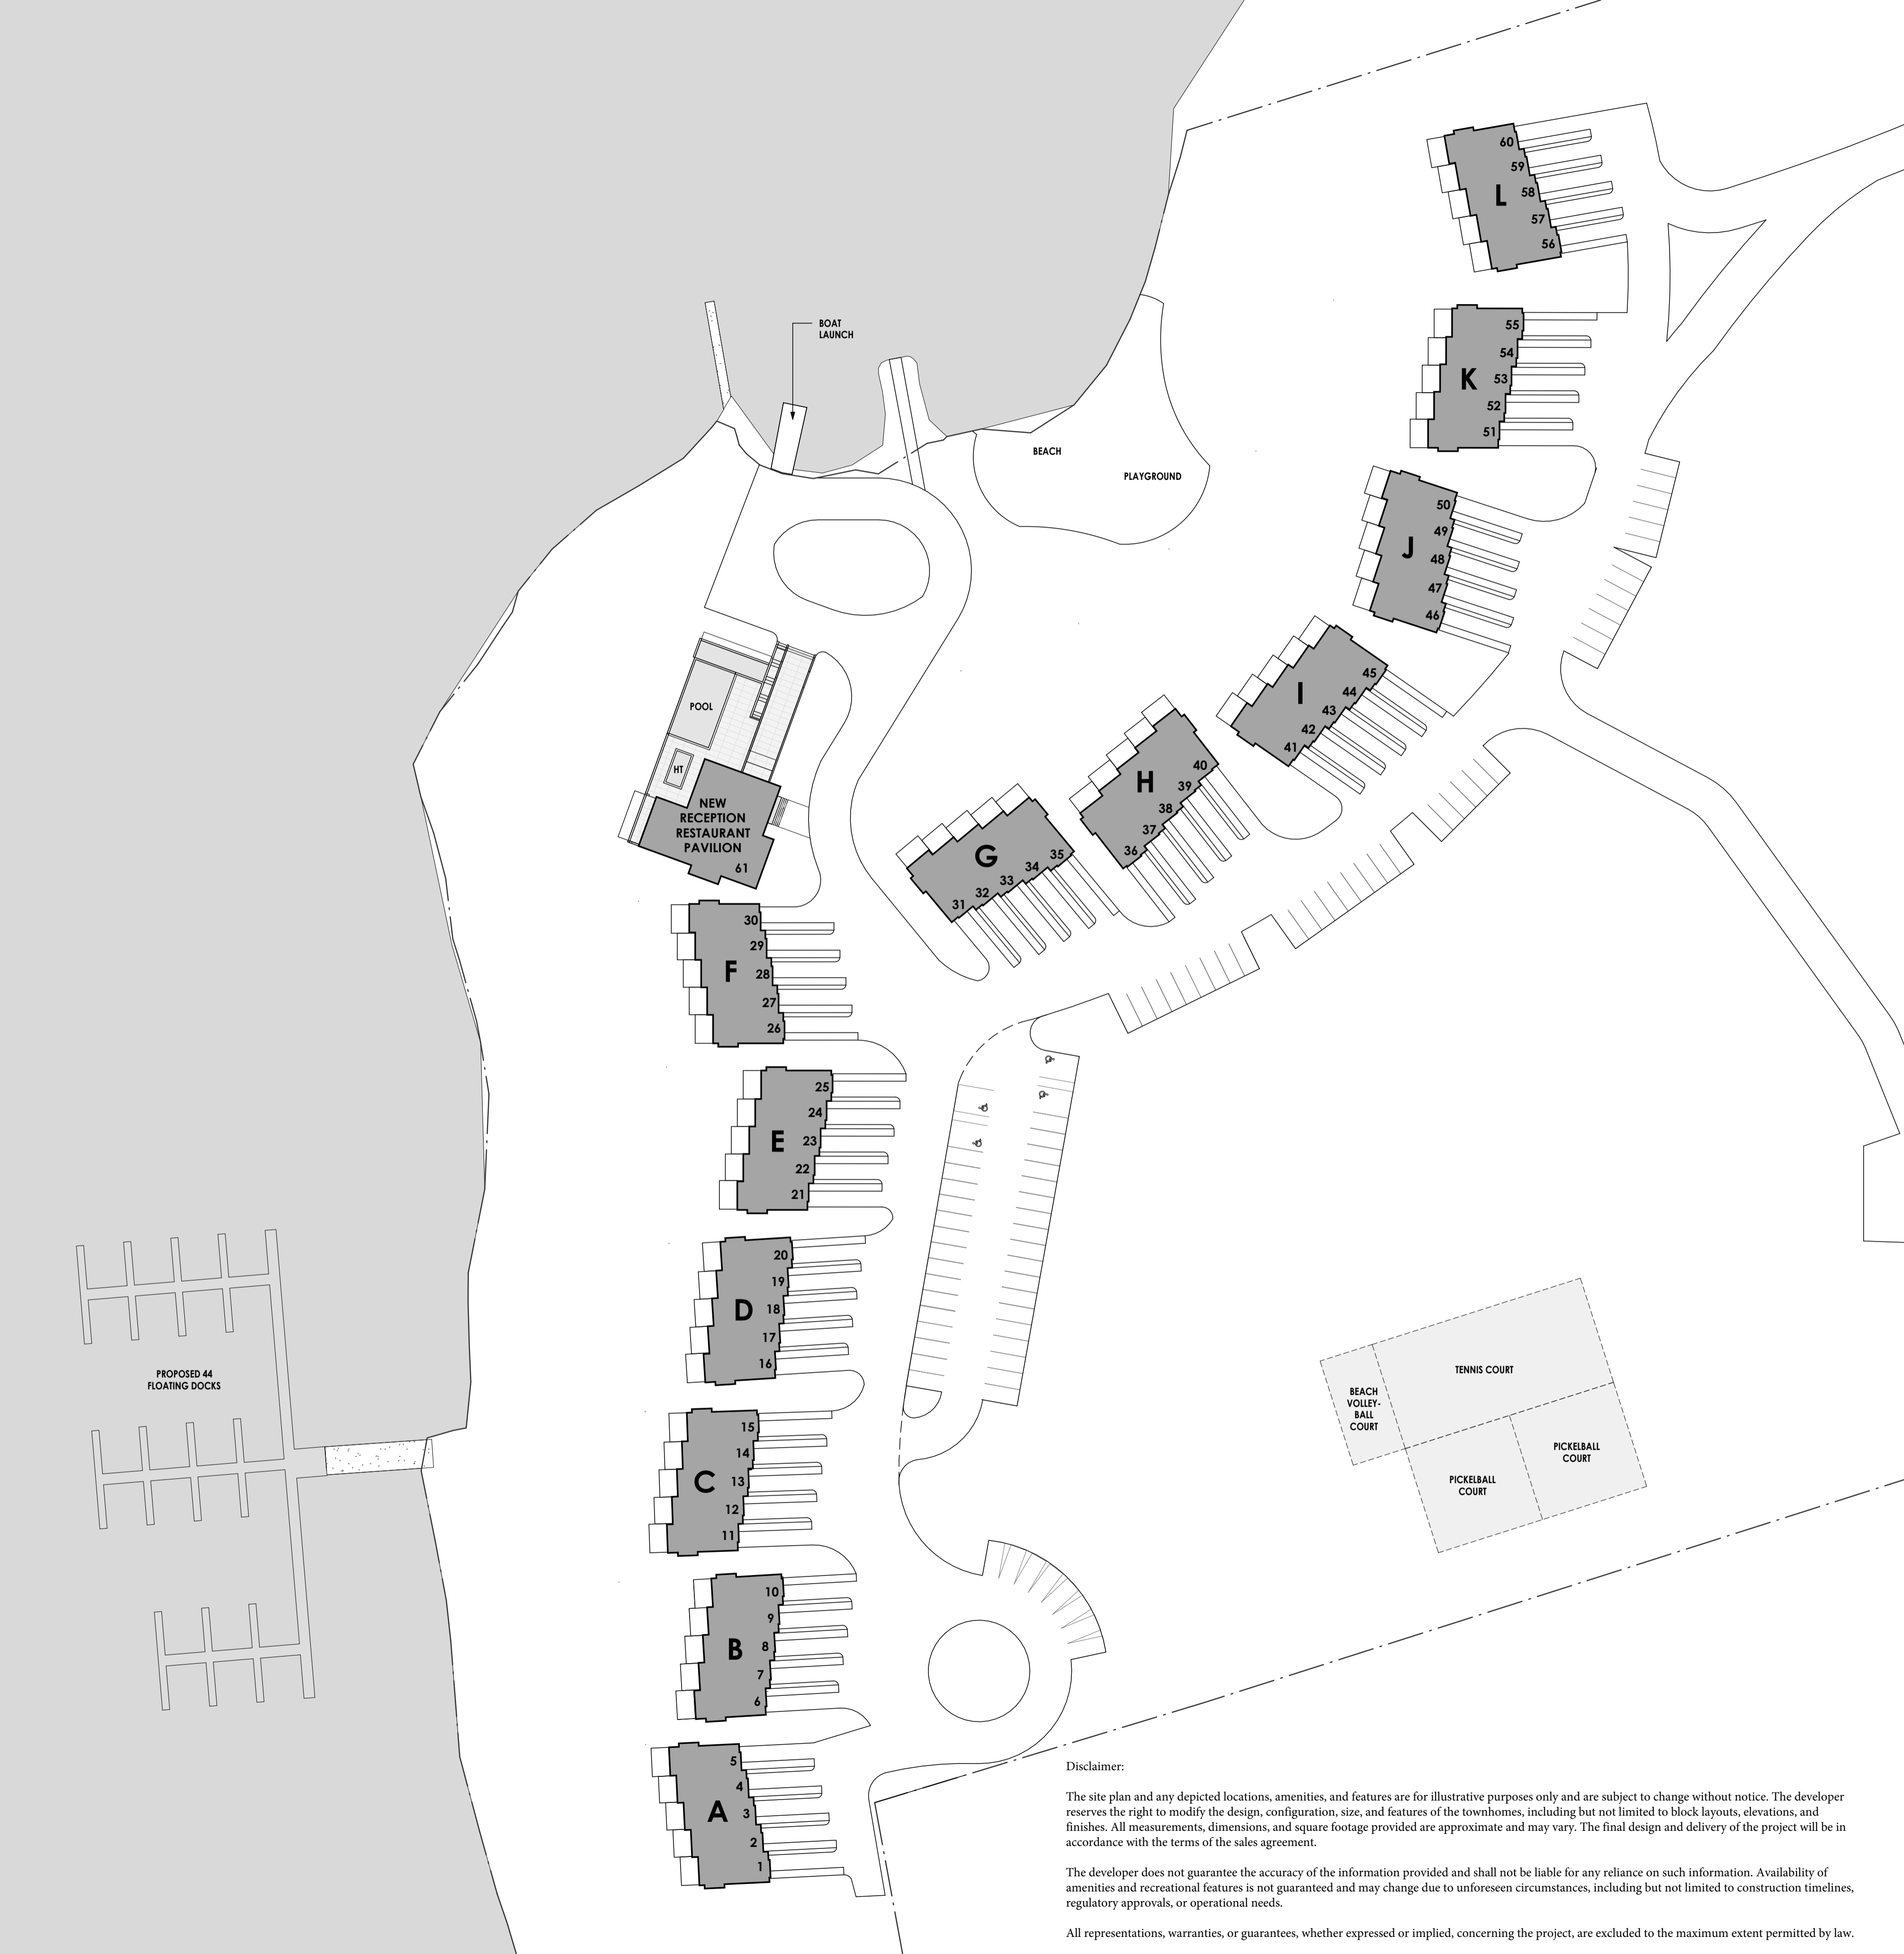 60
59
L
58
57
56
BOAT
LAUNCH
55
54
K
53
52
51
BEACH
PLAYGROUND
50
49
J
48
47
46
45
I
44
43
42
41
POOL
HT
NEW
RECEPTION
RESTAURANT
PAVILION
61
40
H
39
38
37
36
G
35
34
33
32
31
30
29
F
28
27
26
25
24
E
23
22
21
20
19
D
18
17
16
PROPOSED 44
FLOATING DOCKS
TENNIS COURT
BEACH
VOLLEY-
BALL
COURT
PICKELBALL
COURT
PICKELBALL
COURT
15
14
C
13
12
11
10
9
B
8
7
6
5
4
A
3
2
1
Disclaimer:
The site plan and any depicted locations, amenities, and features are for illustrative purposes only and are subject to change without notice. The developer
reserves the right to modify the design, configuration, size, and features of the townhomes, including but not limited to block layouts, elevations, and
finishes. All measurements, dimensions, and square footage provided are approximate and may vary. The final design and delivery of the project will be in
accordance with the terms of the sales agreement.
The developer does not guarantee the accuracy of the information provided and shall not be liable for any reliance on such information. Availability of
amenities and recreational features is not guaranteed and may change due to unforeseen circumstances, including but not limited to construction timelines,
regulatory approvals, or operational needs.
All representations, warranties, or guarantees, whether expressed or implied, concerning the project, are excluded to the maximum extent permitted by law.